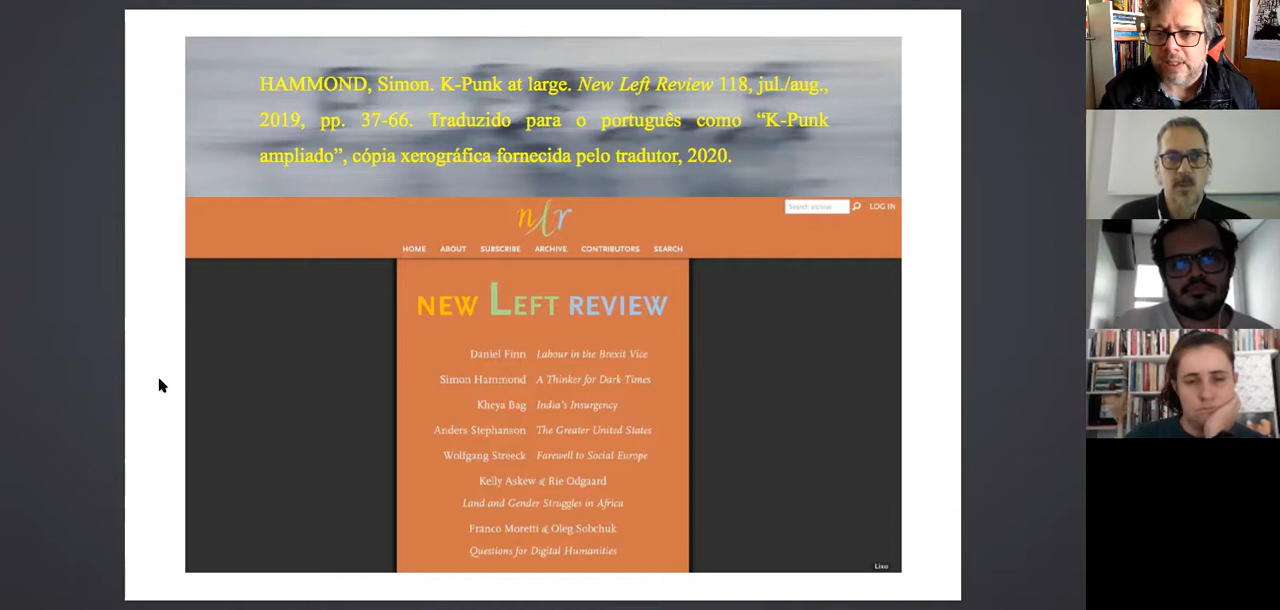 HAMMOND, Simon. K-Punk at large. New Left Review 118, jul./aug.,
2019, pp. 37-66. Traduzido para o português como “K-Punk
ampliado”, cópia xerográfica fornecida pelo tradutor, 2020.
nlr
Search archive LOG IN
HOME ABOUT SUBSCRIBE ARCHIVE CONTRIBUTORS SEARCH
NEW LEFT REVIEW
Daniel Finn Labour in the Brexit Vice
Simon Hammond A Thinker for Dark Times
Kheya Bag India's Insurgency
Anders Stephanson The Greater United States
Wolfgang Streeck Farewell to Social Europe
Kelly Askew & Rie Odgaard
Land and Gender Struggles in Africa
Franco Moretti & Oleg Sobchuk
Questions for Digital Humanities
Lixo